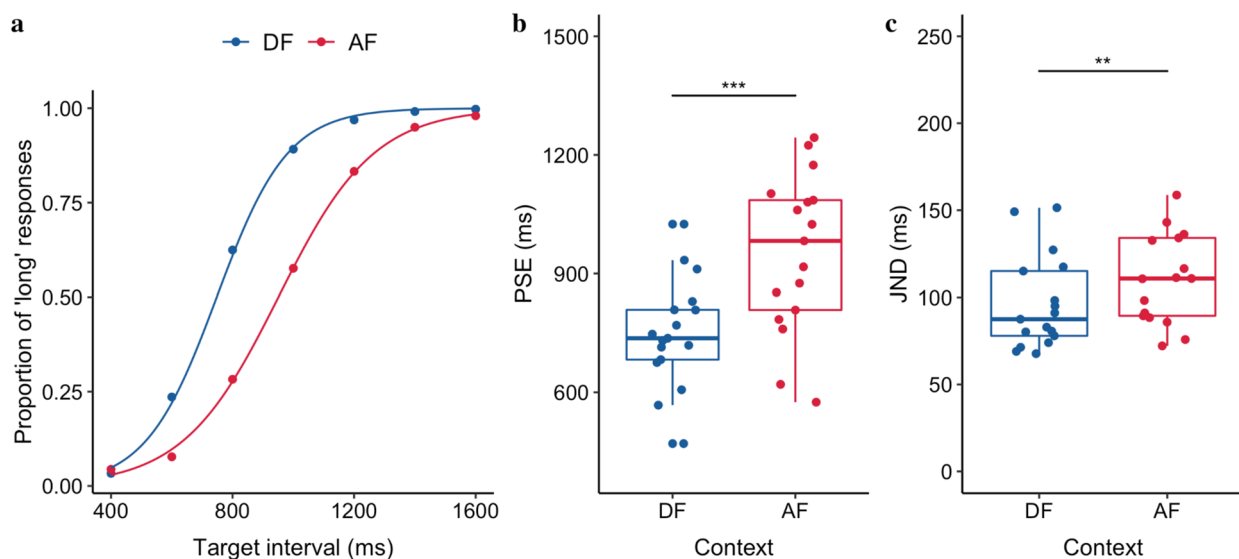 a
DF
AF
Proportion of 'long' responses
1.00
0.75
0.50
0.25
0.00
400
800
1200
1600
Target interval (ms)
b
PSE (ms)
1500
1200
900
600
***
DF
AF
Context
c
JND (ms)
250
200
150
100
50
0
**
DF
AF
Context